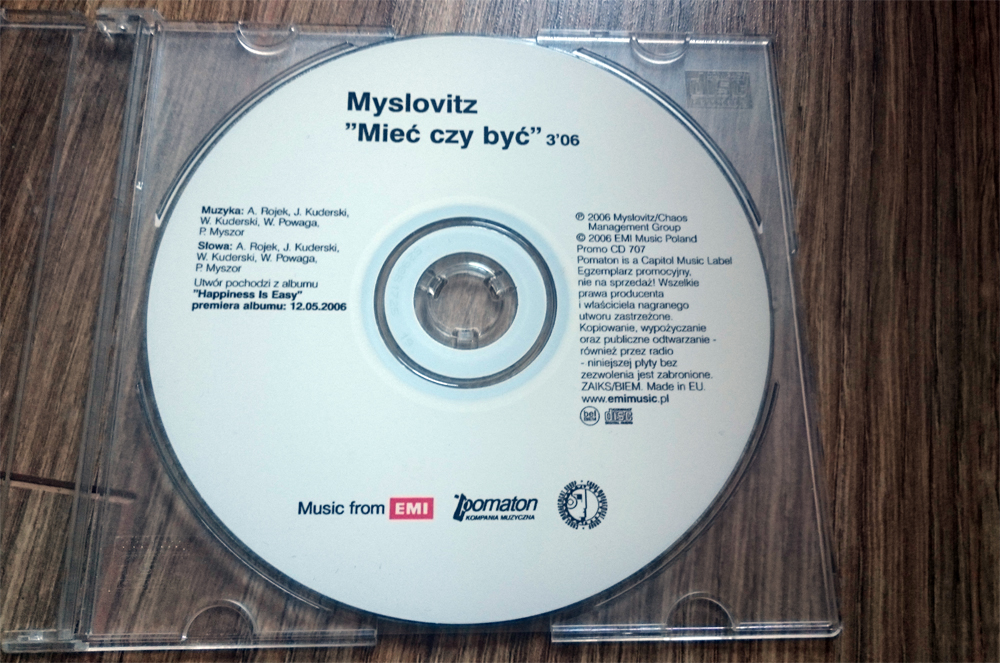 Myslovitz
”Mieć czy być” 3'06
Muzyka: A. Rojek, J. Kuderski,
W. Kuderski, W. Powaga,
P. Myszor
Słowa: A. Rojek, J. Kuderski,
W. Kuderski, W. Powaga,
P. Myszor
Utwór pochodzi z albumu
"Happiness Is Easy"
premiera albumu: 12.05.2006
℗ 2006 Myslovitz/Chaos
Management Group
© 2006 EMI Music Poland
Promo CD 707
Pomaton is a Capitol Music Label
Egzemplarz promocyjny,
nie na sprzedaż! Wszelkie
prawa producenta
i właściciela nagranego
utworu zastrzeżone.
Kopiowanie, wypożyczanie
oraz publiczne odtwarzanie -
również przez radio
- niniejszej płyty bez
zezwolenia jest zabronione.
ZAIKS/BIEM. Made in EU.
www.emimusic.pl
disc
Music from EMI
pomaton
KOMPANIA MUZYCZNA